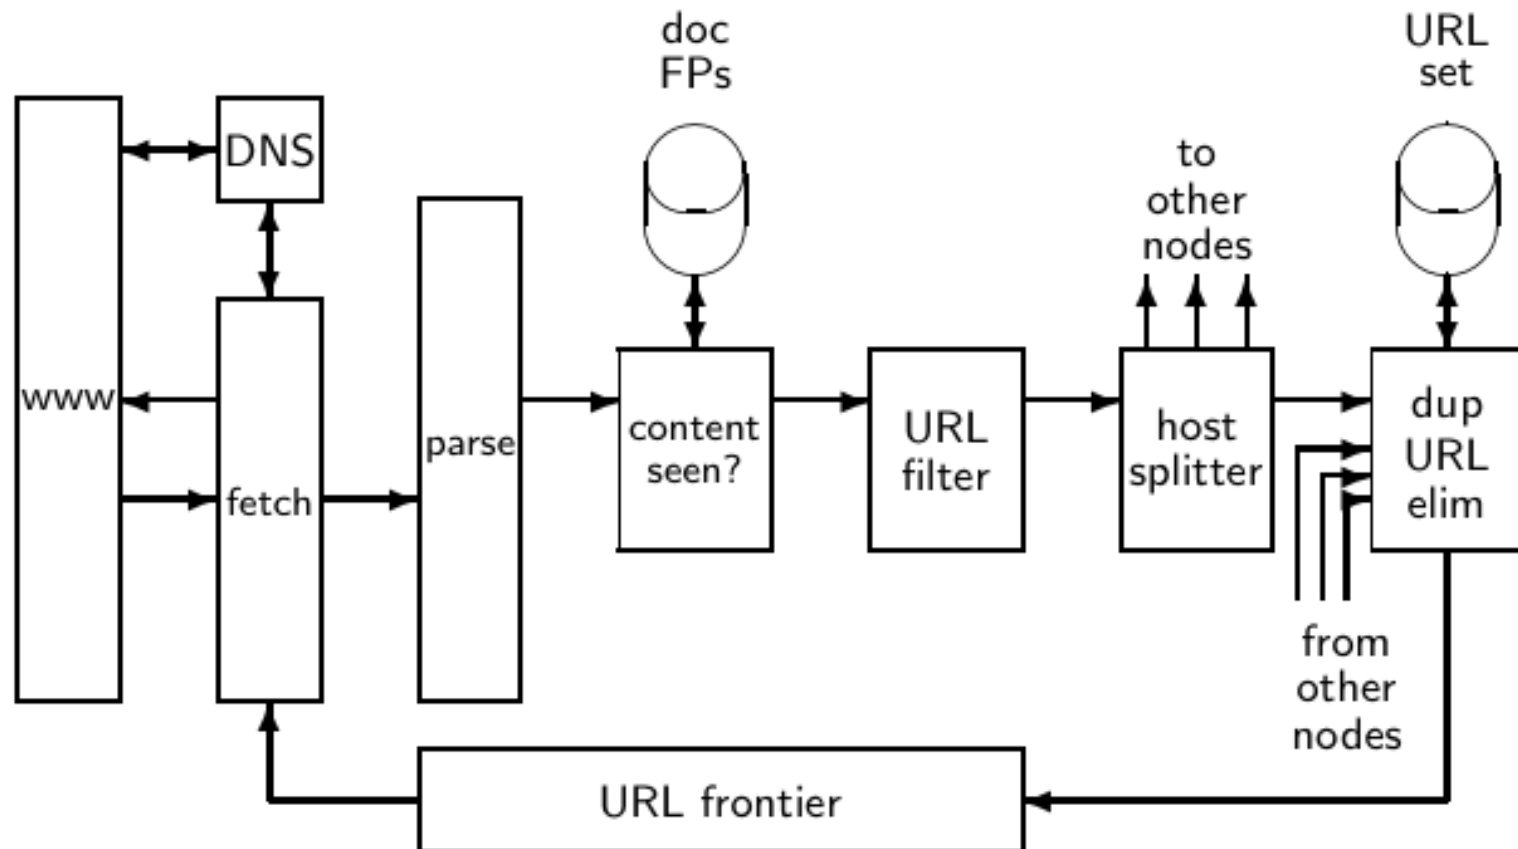 doc
FPs
URL
set
DNS
to
other
nodes
www
parse
content
seen?
URL
filter
host
splitter
dup
URL
elim
fetch
from
other
nodes
URL frontier